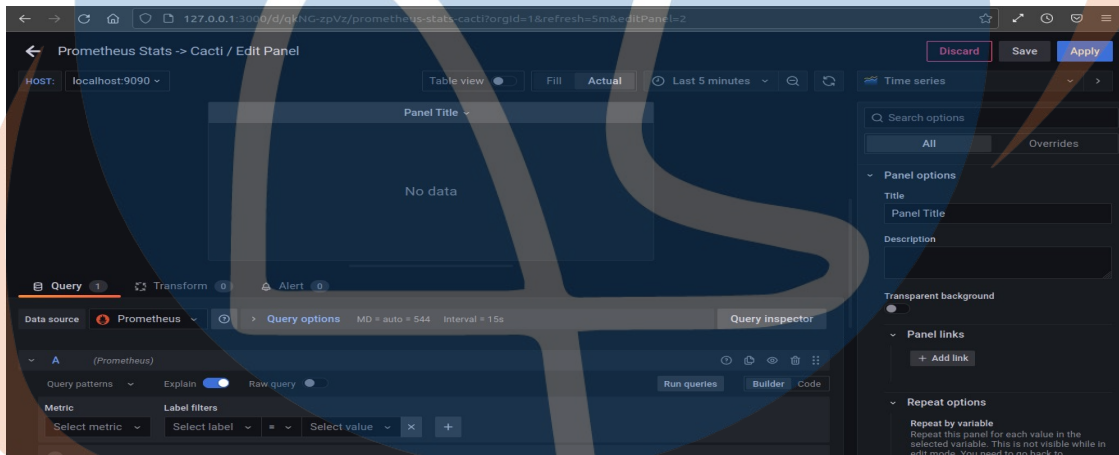 127.0.0.1:3000/d/qkNG-zpVz/prometheus-stats-cacti?orgId=1&refresh=5m&editPanel=2
Prometheus Stats -> Cacti / Edit Panel
Discard Save Apply
HOST: localhost:9090
Table view Fill Actual Last 5 minutes
Time series
Panel Title
Search options
All Overrides
No data
Panel options
Title
Panel Title
Description
Query 1 Transform 0 Alert 0
Transparent background
Data source Prometheus > Query options MD = auto = 544 Interval = 15s Query inspector
Panel links
A (Prometheus)
+ Add link
Query patterns Explain Raw query Run queries Builder Code
Metric Label filters
Repeat options
Select metric Select label = Select value × +
Repeat by variable
Repeat this panel for each value in the
selected variable. This is not visible while in
edit mode. You need to go back to